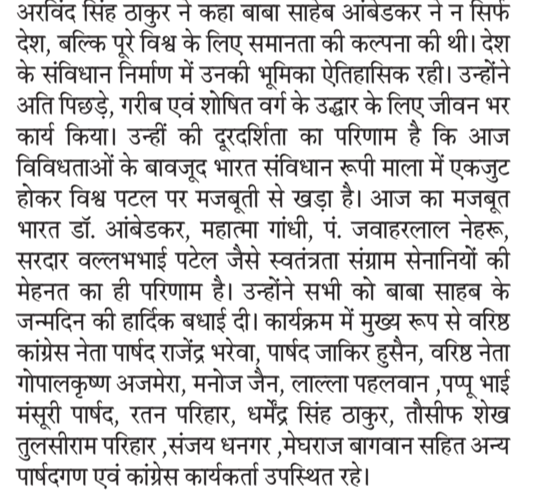 अरविंद सिंह ठाकुर ने कहा बाबा साहेब आंबेडकर ने न सिर्फ
देश, बल्कि पूरे विश्व के लिए समानता की कल्पना की थी। देश
के संविधान निर्माण में उनकी भूमिका ऐतिहासिक रही। उन्होंने
अति पिछड़े, गरीब एवं शोषित वर्ग के उद्धार के लिए जीवन भर
कार्य किया। उन्हीं की दूरदर्शिता का परिणाम है कि आज
विविधताओं के बावजूद भारत संविधान रूपी माला में एकजुट
होकर विश्व पटल पर मजबूती से खड़ा है। आज का मजबूत
भारत डॉ. आंबेडकर, महात्मा गांधी, पं. जवाहरलाल नेहरू,
सरदार वल्लभभाई पटेल जैसे स्वतंत्रता संग्राम सेनानियों की
मेहनत का ही परिणाम है। उन्होंने सभी को बाबा साहब के
जन्मदिन की हार्दिक बधाई दी। कार्यक्रम में मुख्य रूप से वरिष्ठ
कांग्रेस नेता पार्षद राजेंद्र भरेवा, पार्षद जाकिर हुसैन, वरिष्ठ नेता
गोपालकृष्ण अजमेरा, मनोज जैन, लाल्ला पहलवान ,पप्पू भाई
मंसूरी पार्षद, रतन परिहार, धर्मेंद्र सिंह ठाकुर, तौसीफ शेख
तुलसीराम परिहार ,संजय धनगर ,मेघराज बागवान सहित अन्य
पार्षदगण एवं कांग्रेस कार्यकर्ता उपस्थित रहे।